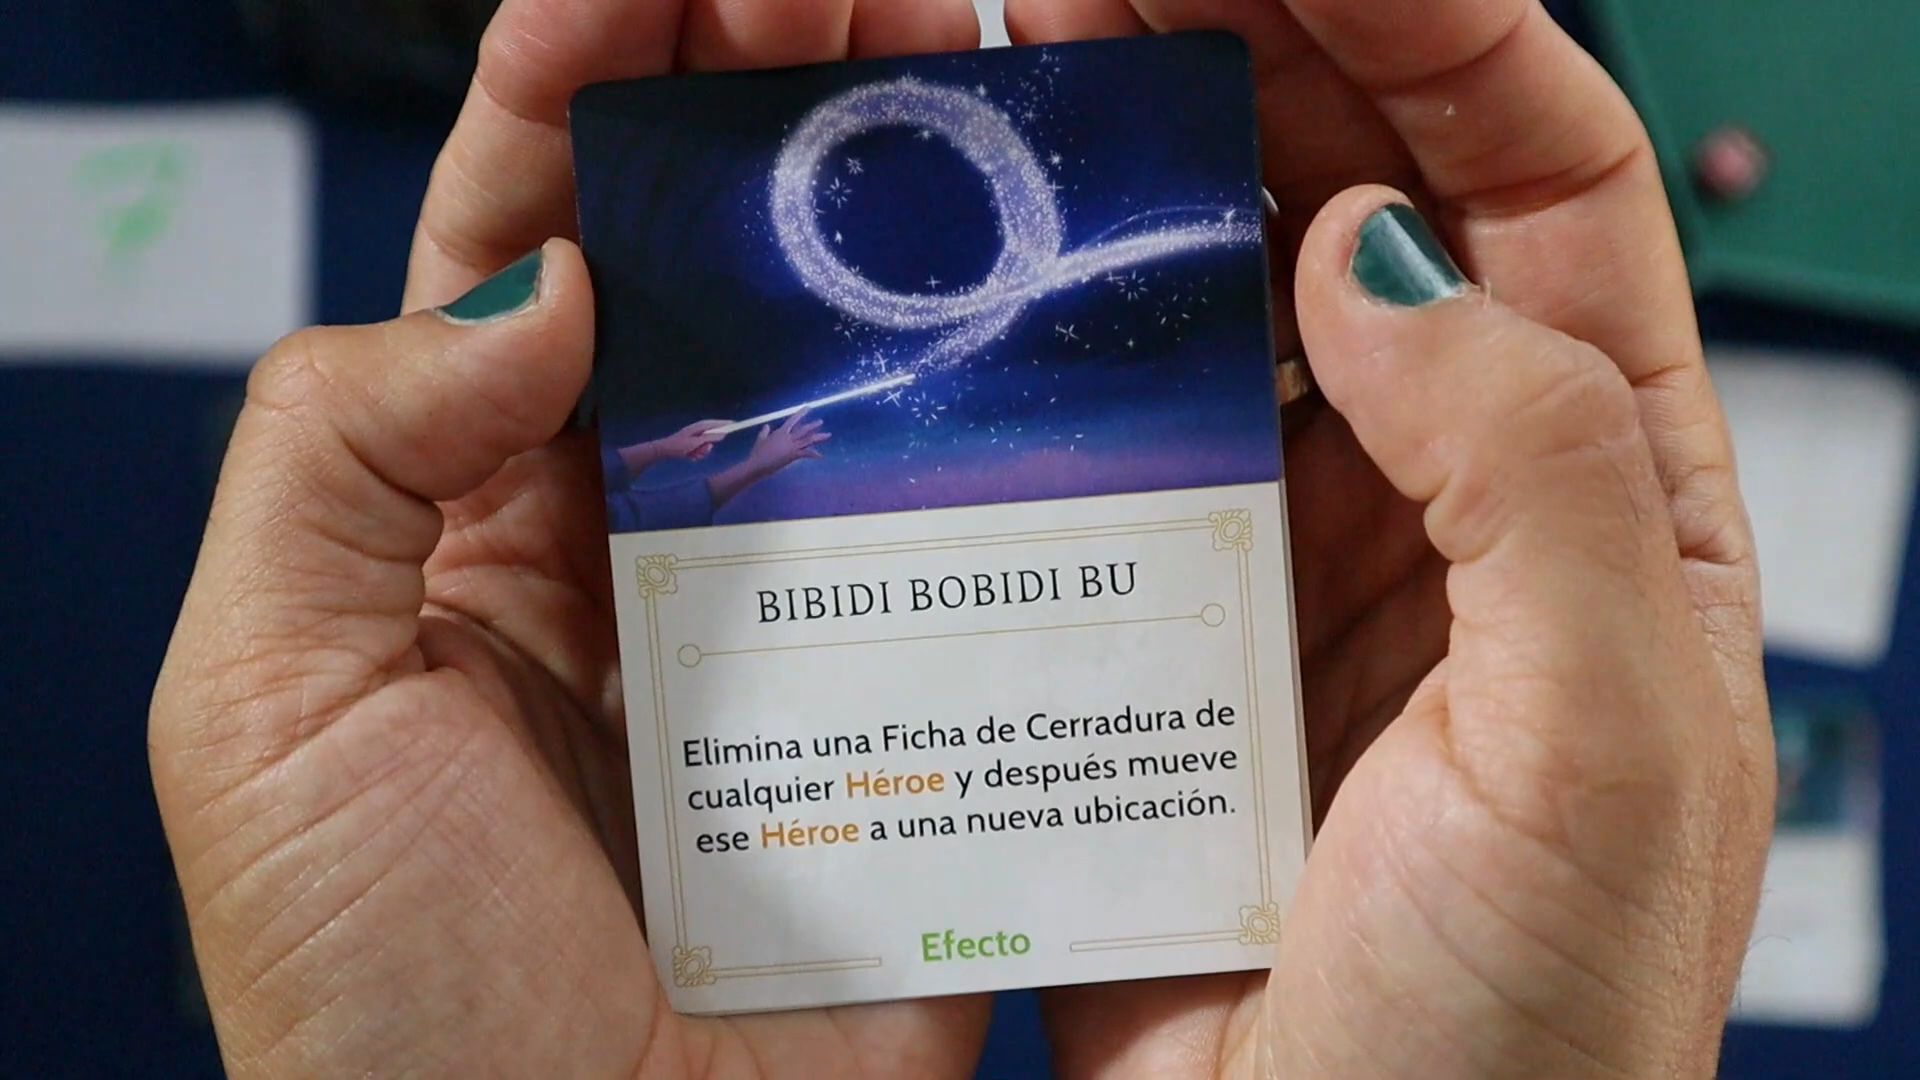 BIBIDI BOBIDI BU
Elimina una Ficha de Cerradura de
cualquier Héroe y después mueve
ese Héroe a una nueva ubicación.
Efecto